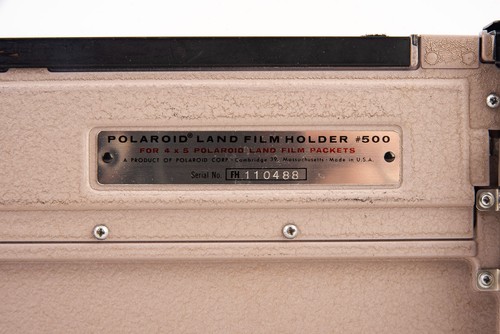 POLAROID® LAND FILM HOLDER #500
FOR 4 x 5 POLAROID LAND FILM PACKETS
A PRODUCT OF POLAROID CORP. Cambridge 39, Massachusetts · Made in U.S.A.
Serial No. FH 110488